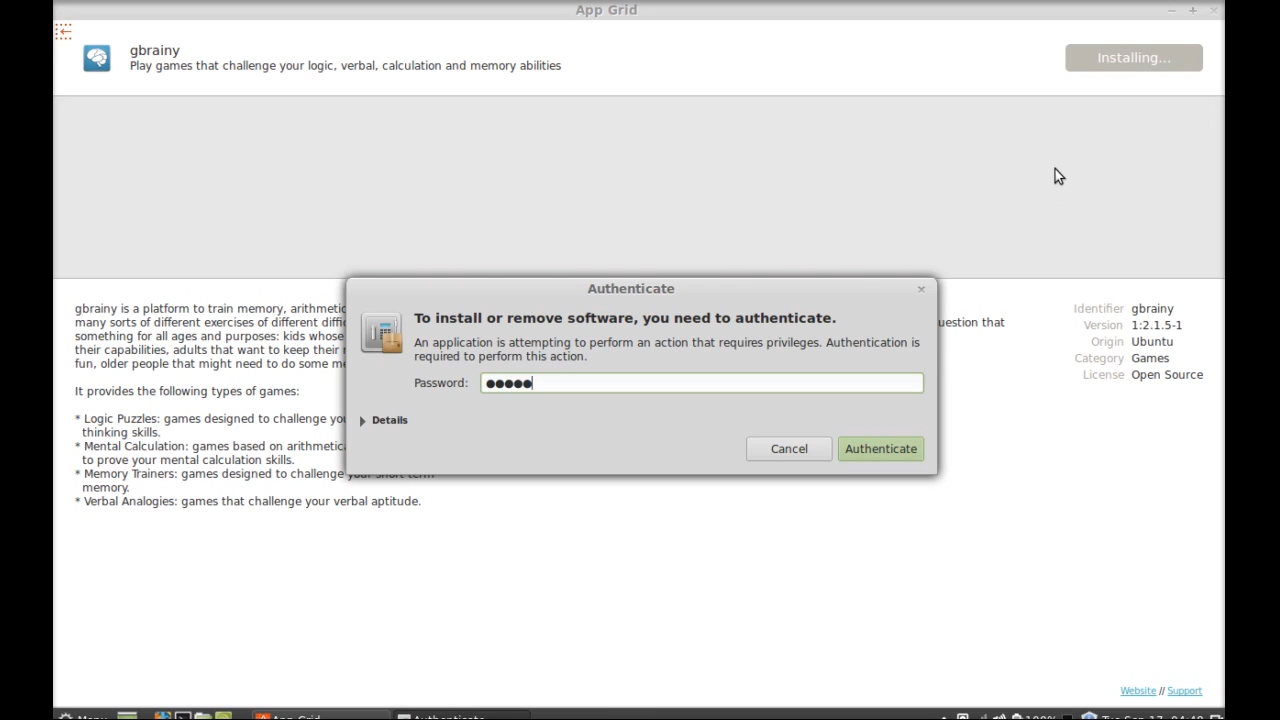 App Grid
gbrainy
Play games that challenge your logic, verbal, calculation and memory abilities
Installing...
Authenticate
To install or remove software, you need to authenticate.
An application is attempting to perform an action that requires privileges. Authentication is
required to perform this action.
Password: ●●●●●
Details
Cancel
Authenticate
gbrainy is a platform to train memory, arithmetic
many sorts of different exercises of different
something for all ages and purposes: kids whose
their capabilities, adults that want to keep their
fun, older people that might need to do some
uestion that
It provides the following types of games:
* Logic Puzzles: games designed to challenge
thinking skills.
* Mental Calculation: games based on
to prove your mental calculation skills.
* Memory Trainers: games designed to challenge your short term
memory.
* Verbal Analogies: games that challenge your verbal aptitude.
Identifier gbrainy
Version 1:2.1.5-1
Origin Ubuntu
Category Games
License Open Source
Website // Support
Menu App Grid Authenticate 100% Tue Sep